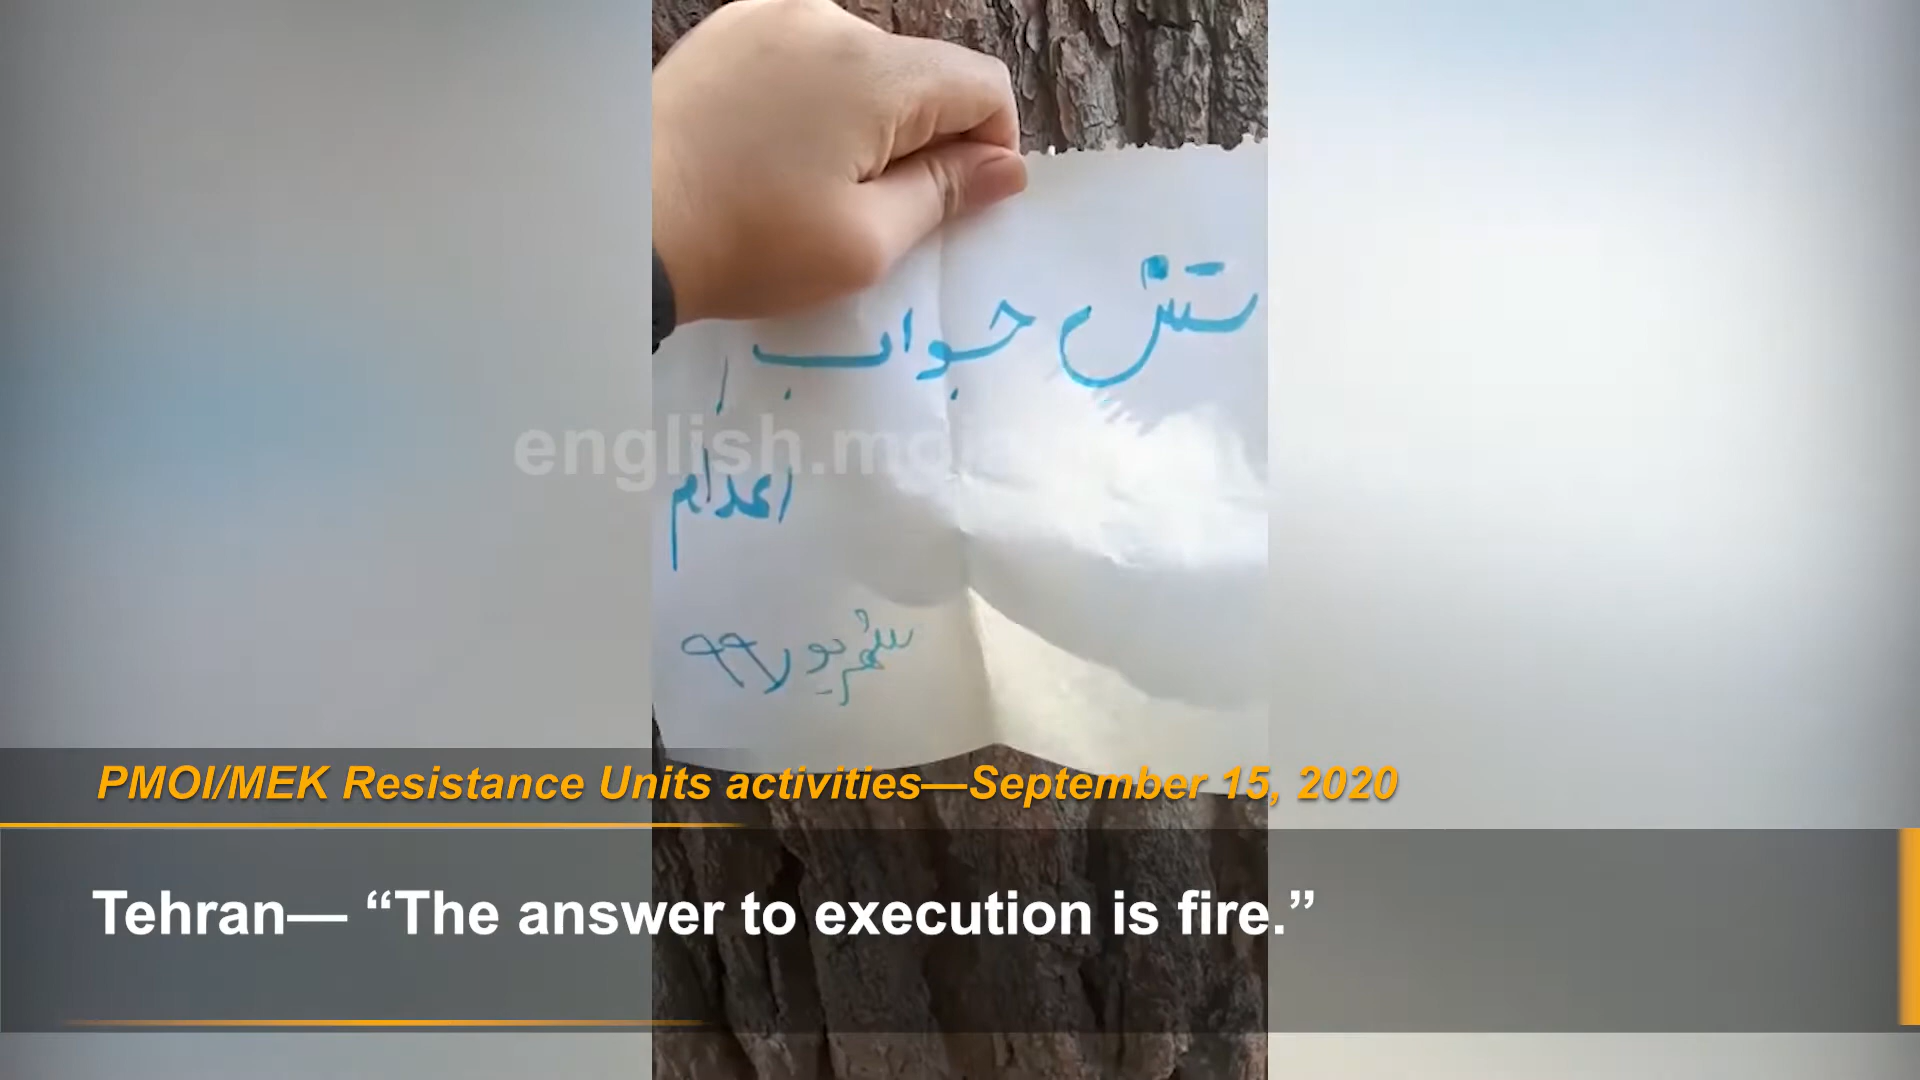 تش جواب
اعدام
شهریور ۹۹
PMOI/MEK Resistance Units activities—September 15, 2020
Tehran— “The answer to execution is fire.”